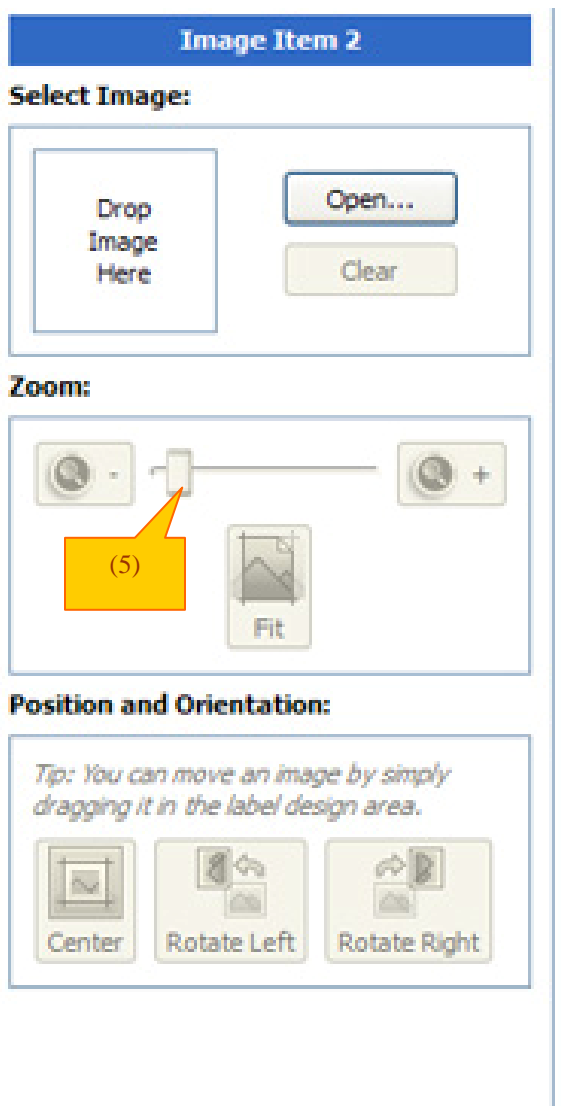 Image Item 2
Select Image:
Drop
Image
Here
Open...
Clear
Zoom:
-
+
(5)
Fit
Position and Orientation:
Tip: You can move an image by simply
dragging it in the label design area.
Center
Rotate Left
Rotate Right